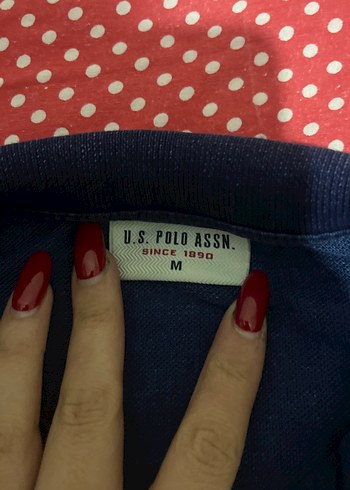 U.S. POLO ASSN.
SINCE 1890
M